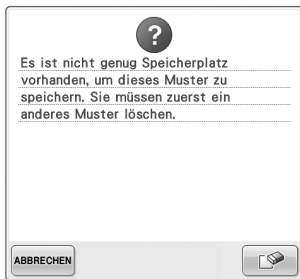 ?
Es ist nicht genug Speicherplatz
vorhanden, um dieses Muster zu
speichern. Sie müssen zuerst ein
anderes Muster löschen.
ABBRECHEN